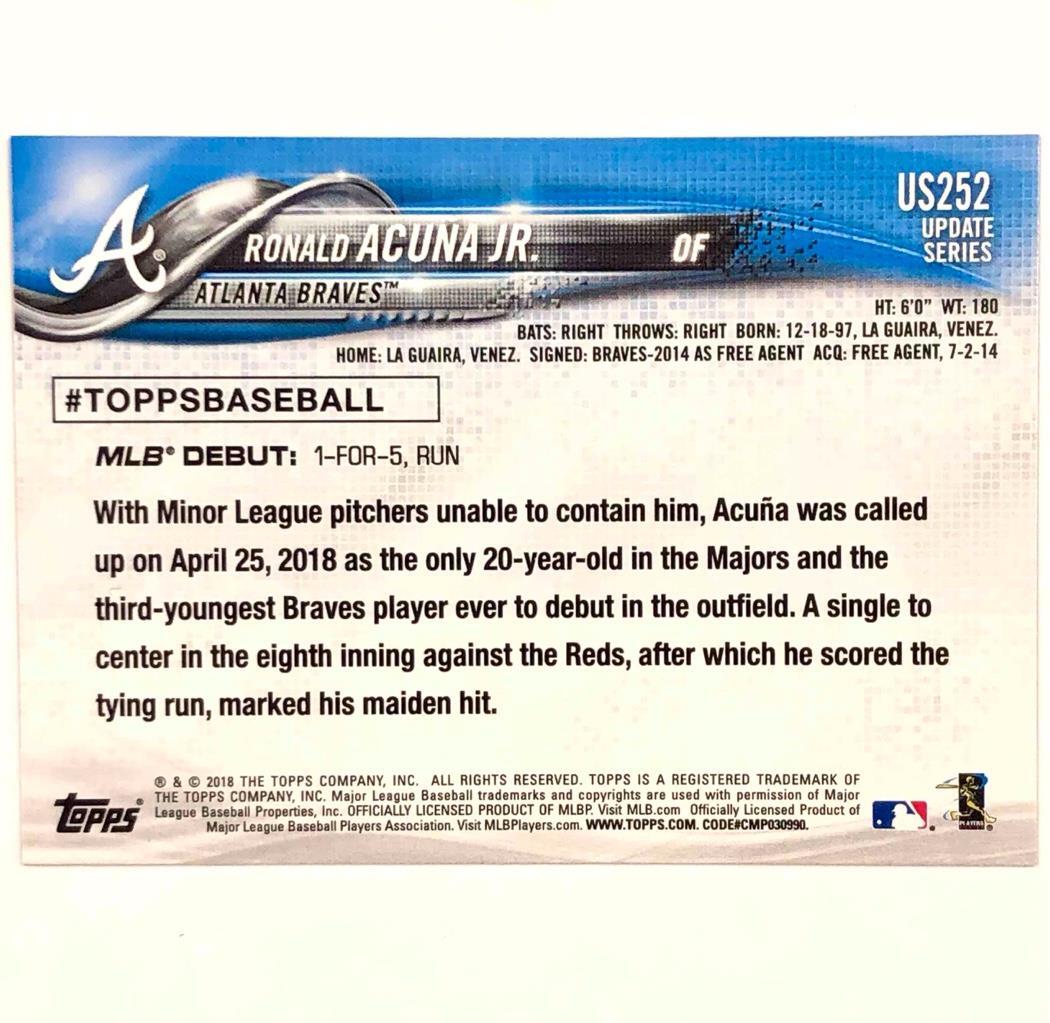 A®
RONALD ACUÑA JR. OF
ATLANTA BRAVES™
US252
UPDATE
SERIES
HT: 6'0" WT: 180
BATS: RIGHT THROWS: RIGHT BORN: 12-18-97, LA GUAIRA, VENEZ.
HOME: LA GUAIRA, VENEZ. SIGNED: BRAVES-2014 AS FREE AGENT ACQ: FREE AGENT, 7-2-14
#TOPPSBASEBALL
MLB® DEBUT: 1-FOR-5, RUN
With Minor League pitchers unable to contain him, Acuña was called
up on April 25, 2018 as the only 20-year-old in the Majors and the
third-youngest Braves player ever to debut in the outfield. A single to
center in the eighth inning against the Reds, after which he scored the
tying run, marked his maiden hit.
topps®
® & © 2018 THE TOPPS COMPANY, INC. ALL RIGHTS RESERVED. TOPPS IS A REGISTERED TRADEMARK OF
THE TOPPS COMPANY, INC. Major League Baseball trademarks and copyrights are used with permission of Major
League Baseball Properties, Inc. OFFICIALLY LICENSED PRODUCT OF MLBP. Visit MLB.com Officially Licensed Product of
Major League Baseball Players Association. Visit MLBPlayers.com. WWW.TOPPS.COM. CODE#CMP030990.
PLAYERS